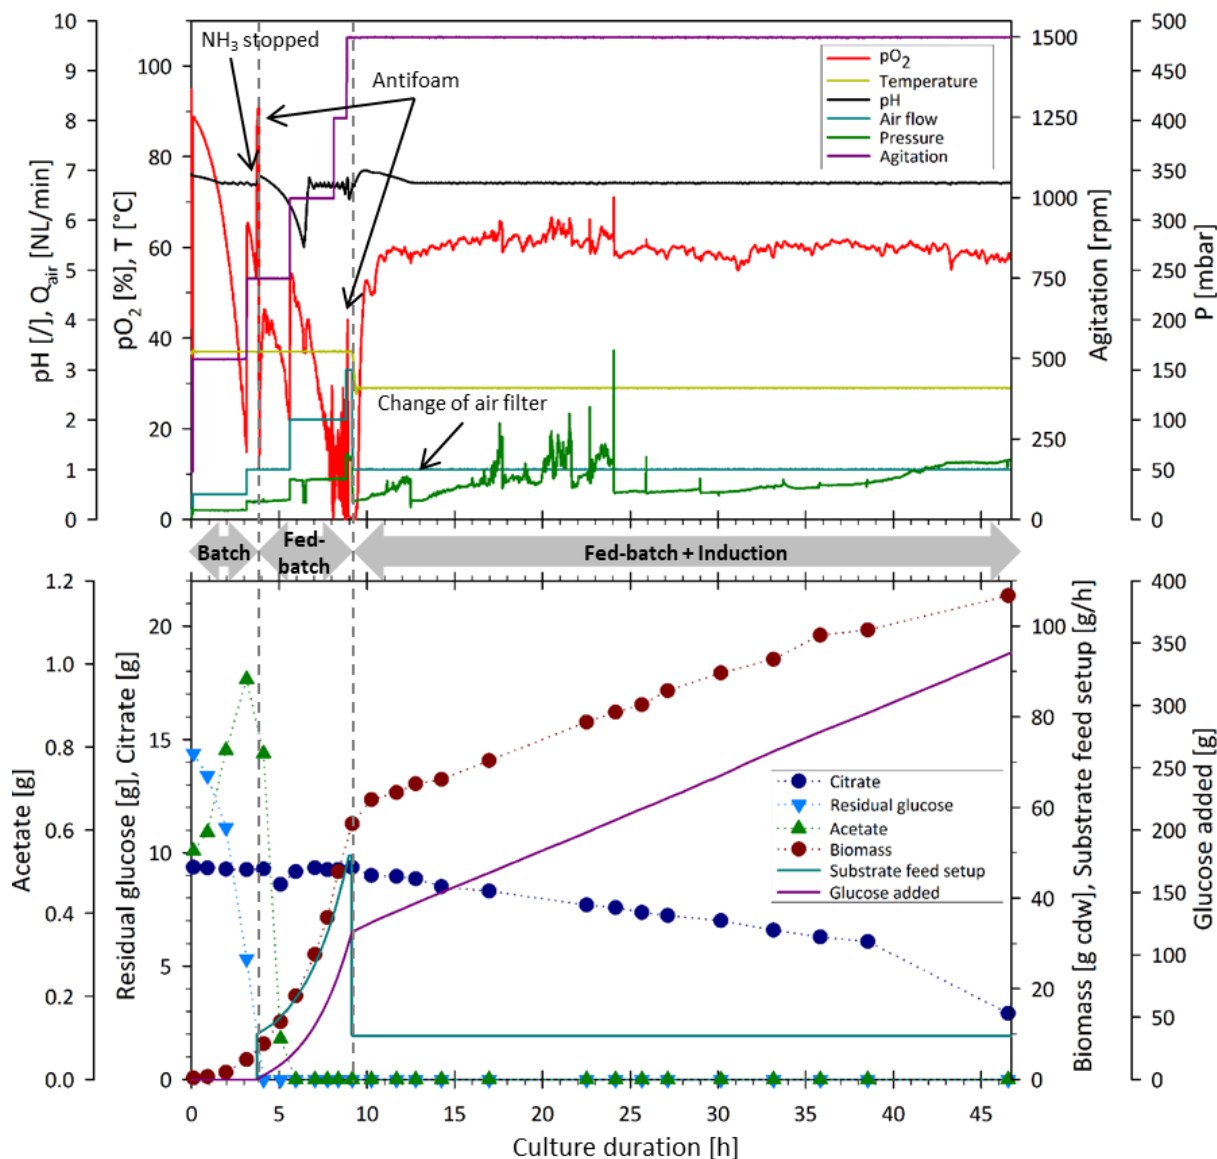 10
9
8
7
6
5
4
3
2
1
0
pH [/], Qair [NL/min]
100
80
60
40
20
0
pO2 [%], T [°C]
NH3 stopped
Antifoam
Change of air filter
pO2
Temperature
pH
Air flow
Pressure
Agitation
1500
1250
1000
750
500
250
0
Agitation [rpm]
500
450
400
350
300
250
200
150
100
50
0
P [mbar]
Batch
Fed-
batch
Fed-batch + Induction
1.2
1.0
0.8
0.6
0.4
0.2
0.0
Acetate [g]
20
15
10
5
0
Residual glucose [g], Citrate [g]
Citrate
Residual glucose
Acetate
Biomass
Substrate feed setup
Glucose added
100
80
60
40
20
0
Biomass [g cdw], Substrate feed setup [g/h]
400
350
300
250
200
150
100
50
0
Glucose added [g]
0 5 10 15 20 25 30 35 40 45
Culture duration [h]